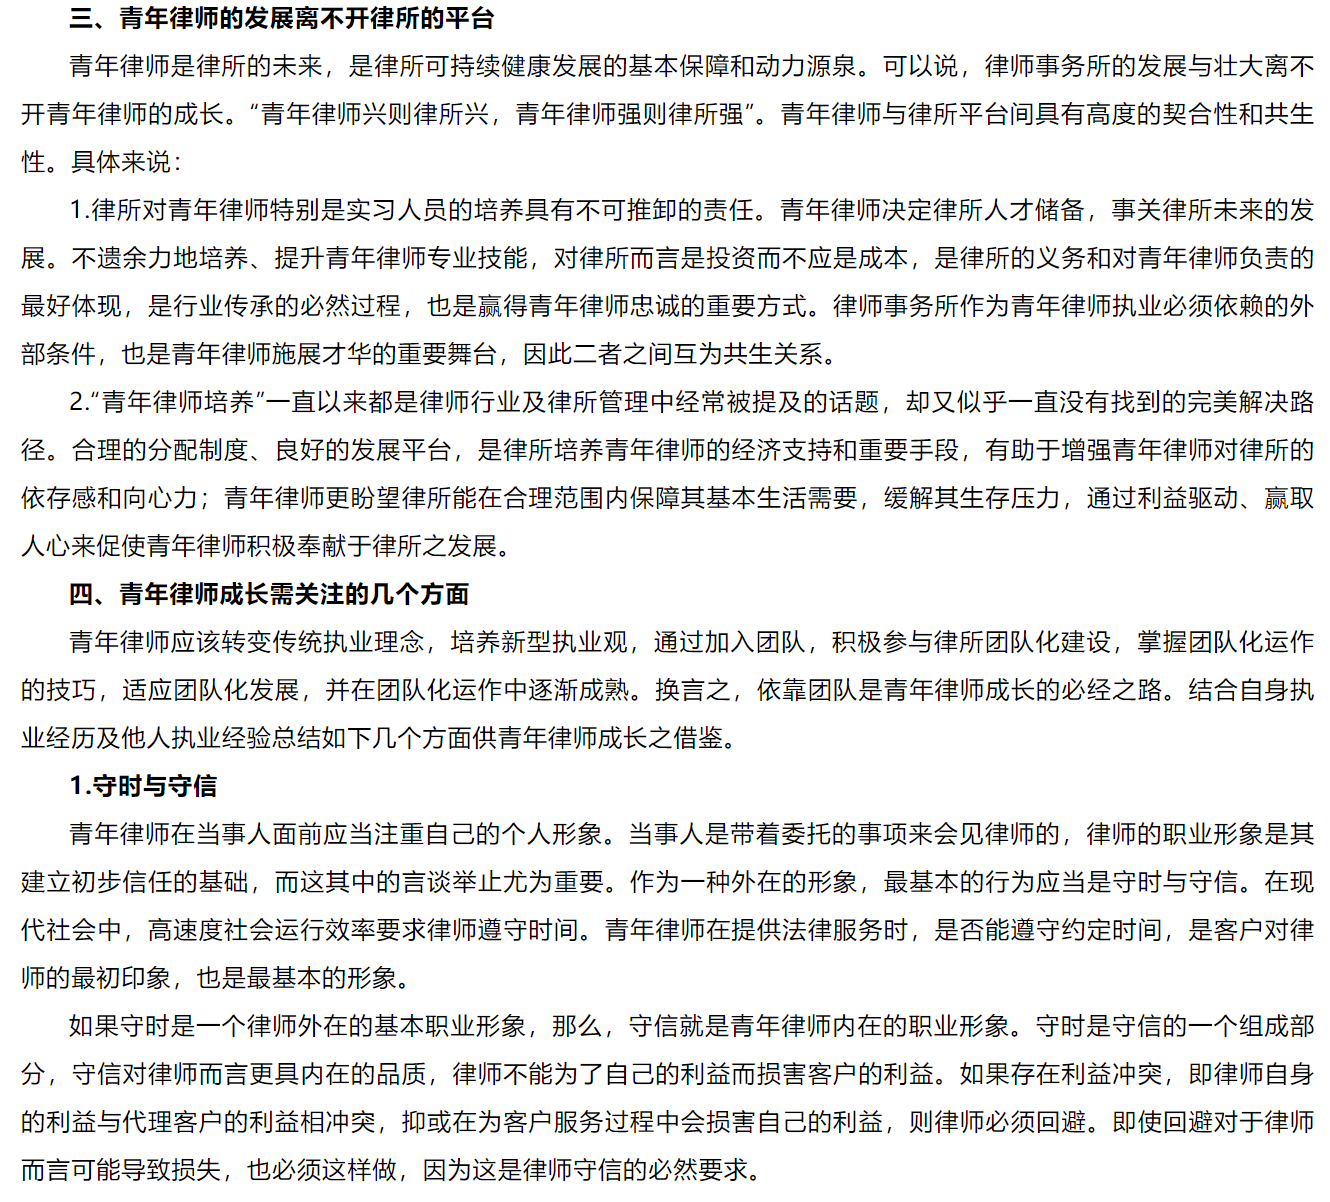 三、青年律师的发展离不开律所的平台
青年律师是律所的未来，是律所可持续健康发展的基本保障和动力源泉。可以说，律师事务所的发展与壮大离不
开青年律师的成长。“青年律师兴则律所兴，青年律师强则律所强”。青年律师与律所平台间具有高度的契合性和共生
性。具体来说：
1.律所对青年律师特别是实习人员的培养具有不可推卸的责任。青年律师决定律所人才储备，事关律所未来的发
展。不遗余力地培养、提升青年律师专业技能，对律所而言是投资而不应是成本，是律所的义务和对青年律师负责的
最好体现，是行业传承的必然过程，也是赢得青年律师忠诚的重要方式。律师事务所作为青年律师执业必须依赖的外
部条件，也是青年律师施展才华的重要舞台，因此二者之间互为共生关系。
2.“青年律师培养”一直以来都是律师行业及律所管理中经常被提及的话题，却又似乎一直没有找到的完美解决路
径。合理的分配制度、良好的发展平台，是律所培养青年律师的经济支持和重要手段，有助于增强青年律师对律所的
依存感和向心力；青年律师更盼望律所能在合理范围内保障其基本生活需要，缓解其生存压力，通过利益驱动、赢取
人心来促使青年律师积极奉献于律所之发展。
四、青年律师成长需关注的几个方面
青年律师应该转变传统执业理念，培养新型执业观，通过加入团队，积极参与律所团队化建设，掌握团队化运作
的技巧，适应团队化发展，并在团队化运作中逐渐成熟。换言之，依靠团队是青年律师成长的必经之路。结合自身执
业经历及他人执业经验总结如下几个方面供青年律师成长之借鉴。
1.守时与守信
青年律师在当事人面前应当注重自己的个人形象。当事人是带着委托的事项来会见律师的，律师的职业形象是其
建立初步信任的基础，而这其中的言谈举止尤为重要。作为一种外在的形象，最基本的行为应当是守时与守信。在现
代社会中，高速度社会运行效率要求律师遵守时间。青年律师在提供法律服务时，是否能遵守约定时间，是客户对律
师的最初印象，也是最基本的形象。
如果守时是一个律师外在的基本职业形象，那么，守信就是青年律师内在的职业形象。守时是守信的一个组成部
分，守信对律师而言更具内在的品质，律师不能为了自己的利益而损害客户的利益。如果存在利益冲突，即律师自身
的利益与代理客户的利益相冲突，抑或在为客户服务过程中会损害自己的利益，则律师必须回避。即使回避对于律师
而言可能导致损失，也必须这样做，因为这是律师守信的必然要求。